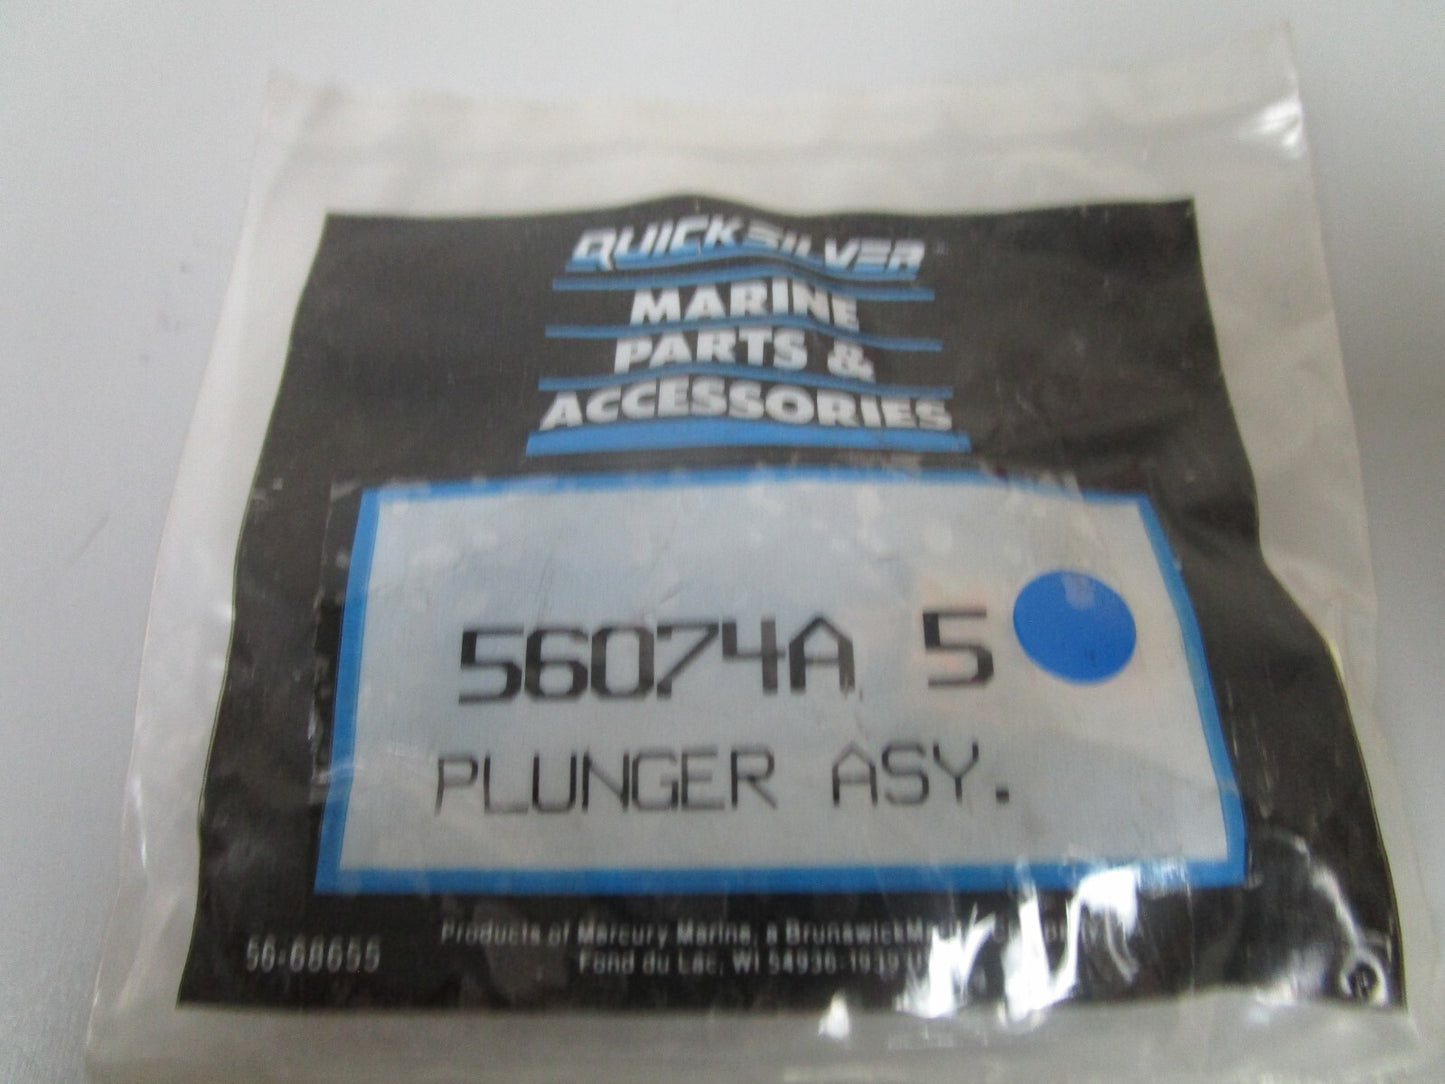 QUICKSILVER
MARINE
PARTS &
ACCESSORIES
56074A 5
PLUNGER ASY.
56-68655
Products of Mercury Marine, a Brunswick
Fond du Lac, WI 54936-1939